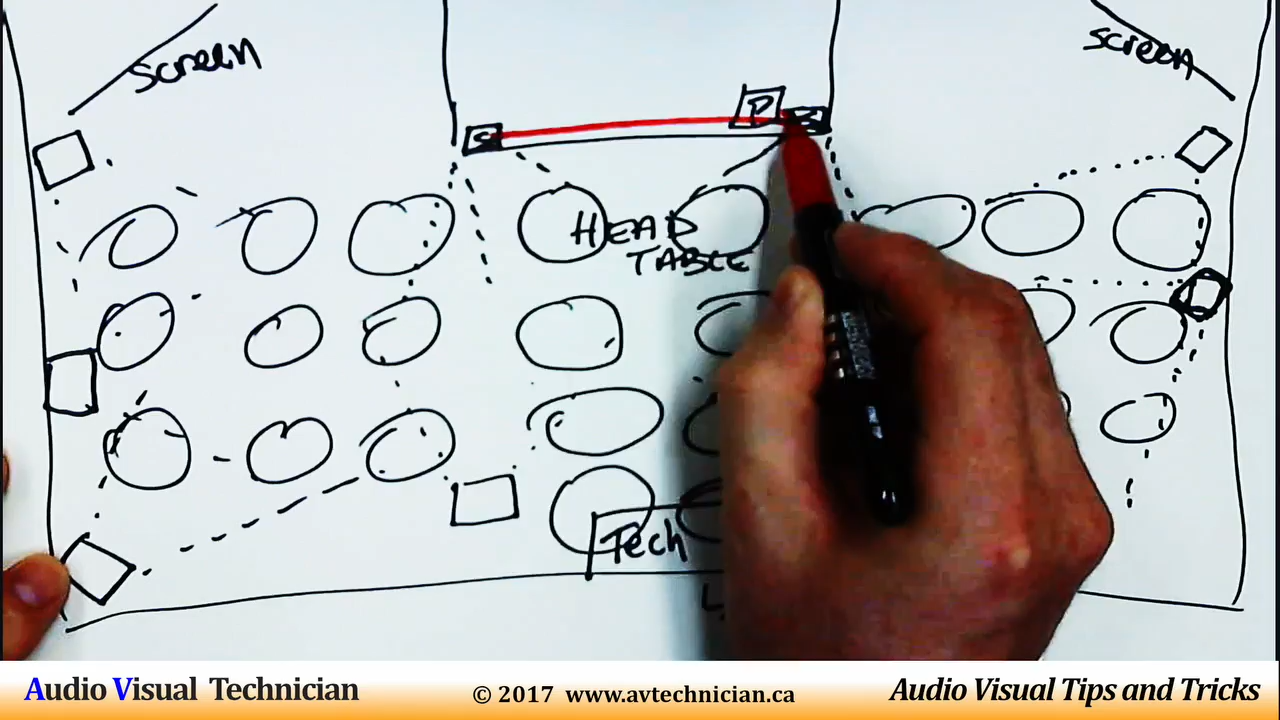 screen
screen
S
P
S
HEAD
TABLE
Tech
L
Audio Visual Technician
© 2017 www.avtechnician.ca
Audio Visual Tips and Tricks